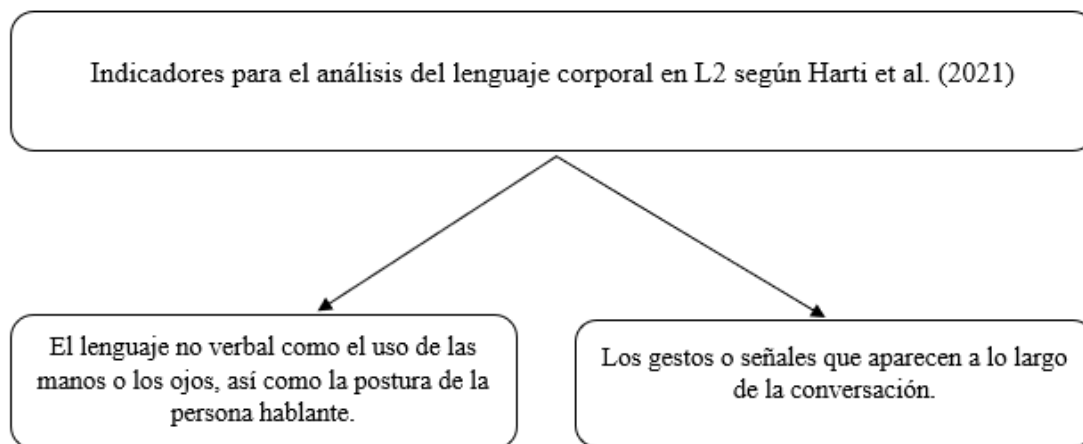 Indicadores para el análisis del lenguaje corporal en L2 según Harti et al. (2021)
El lenguaje no verbal como el uso de las
manos o los ojos, así como la postura de la
persona hablante.
Los gestos o señales que aparecen a lo largo
de la conversación.